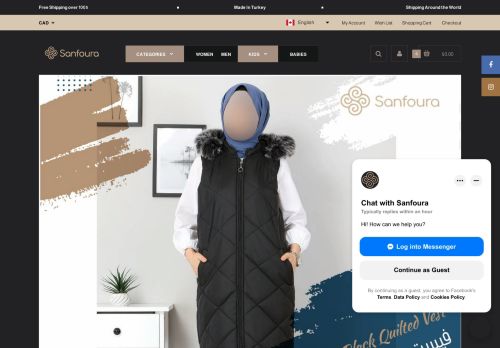 Free Shipping over 100$
Made In Turkey
Shipping Around the World
CAD
English
My Account
Wish List
Shopping Cart
Checkout
Sanfoura
CATEGORIES
WOMEN
MEN
KIDS
BABIES
$0.00
Sanfoura
Chat with Sanfoura
Typically replies within an hour
Hi! How can we help you?
Log into Messenger
Continue as Guest
By continuing as a guest, you agree to Facebook's
Terms, Data Policy and Cookies Policy.
Black Quilted Vest